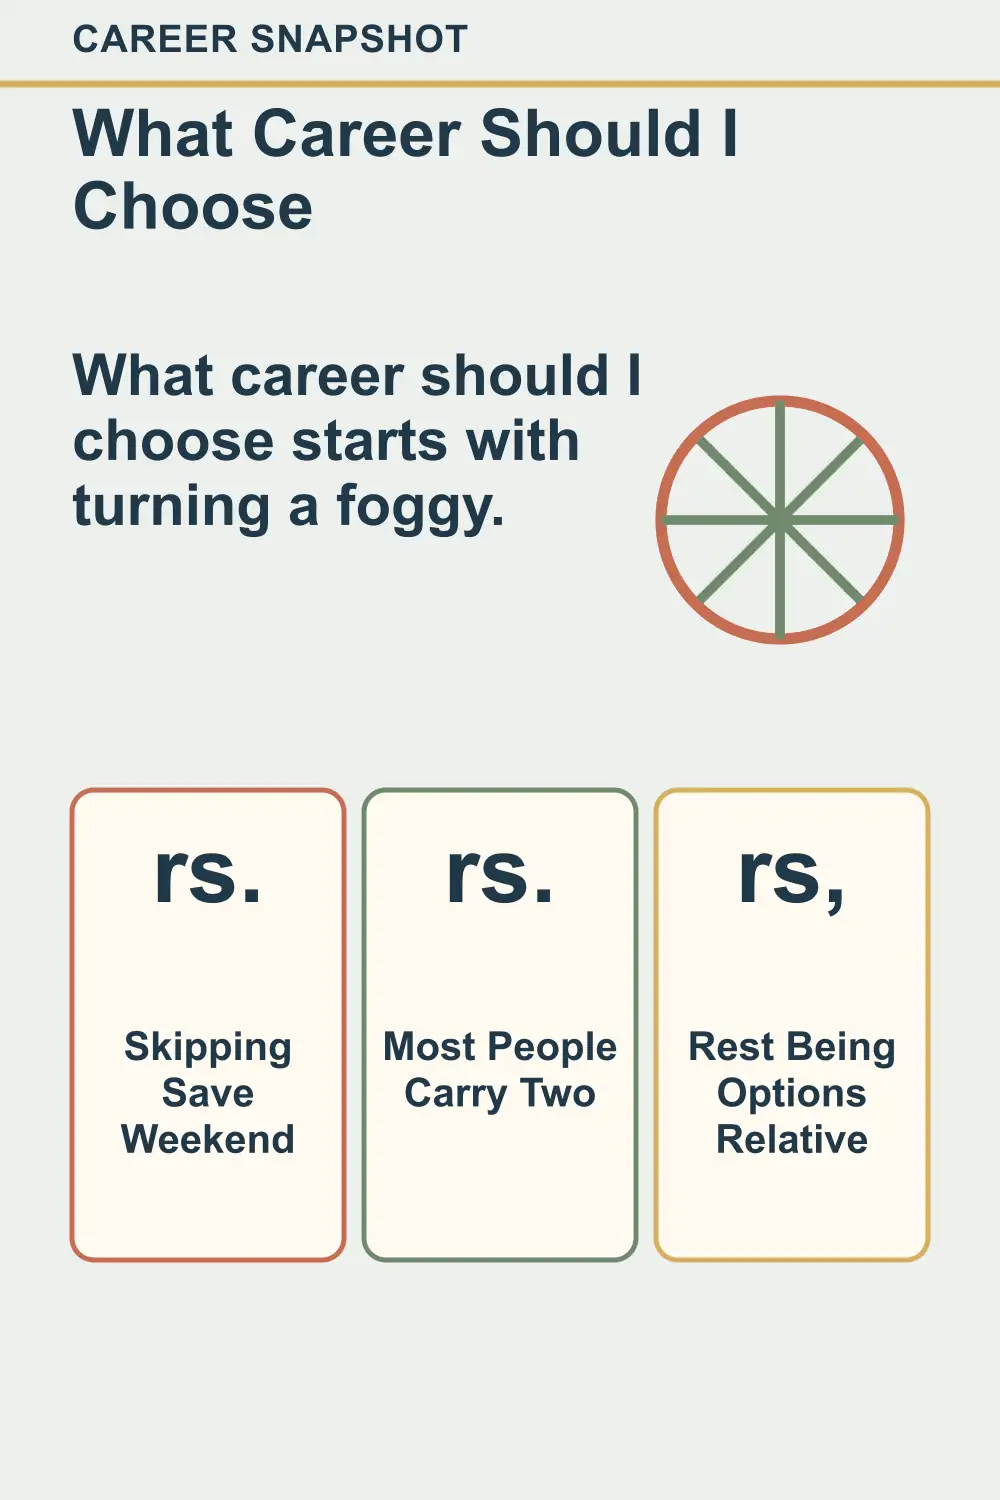 CAREER SNAPSHOT
What Career Should I
Choose
What career should I
choose starts with
turning a foggy.
rs.
Skipping
Save
Weekend
rs.
Most People
Carry Two
rs,
Rest Being
Options
Relative